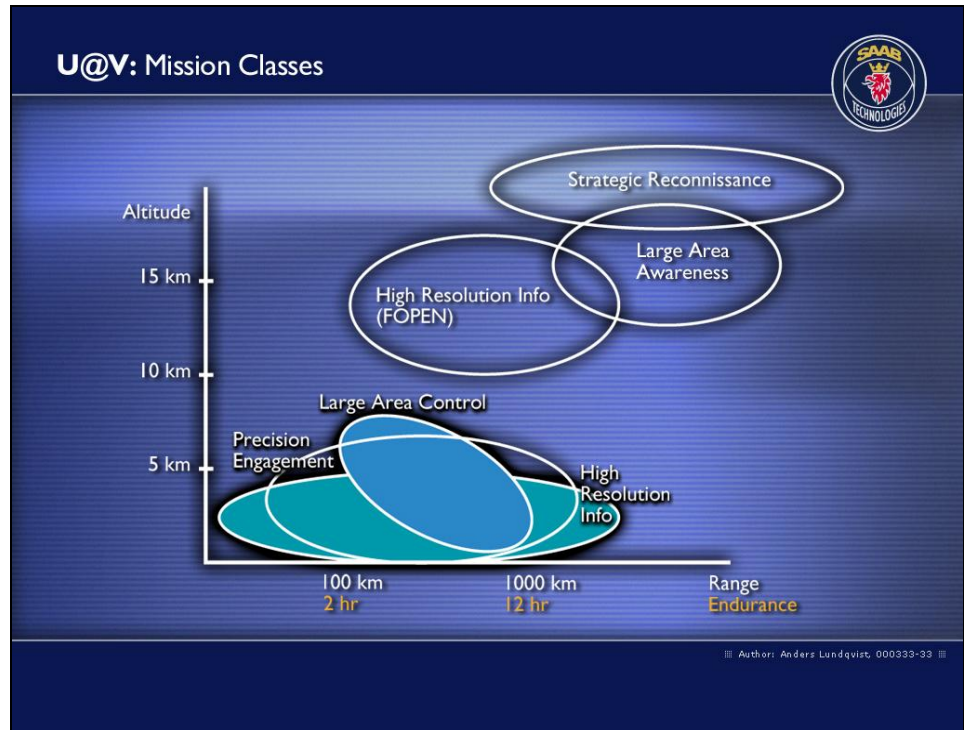 U@V: Mission Classes
SAAB
TECHNOLOGIES
Strategic Reconnissance
Altitude
Large Area
Awareness
15 km
High Resolution Info
(FOPEN)
10 km
Large Area Control
Precision
Engagement
5 km
High
Resolution
Info
100 km
2 hr
1000 km
12 hr
Range
Endurance
Author: Anders Lundqvist, 000333-33